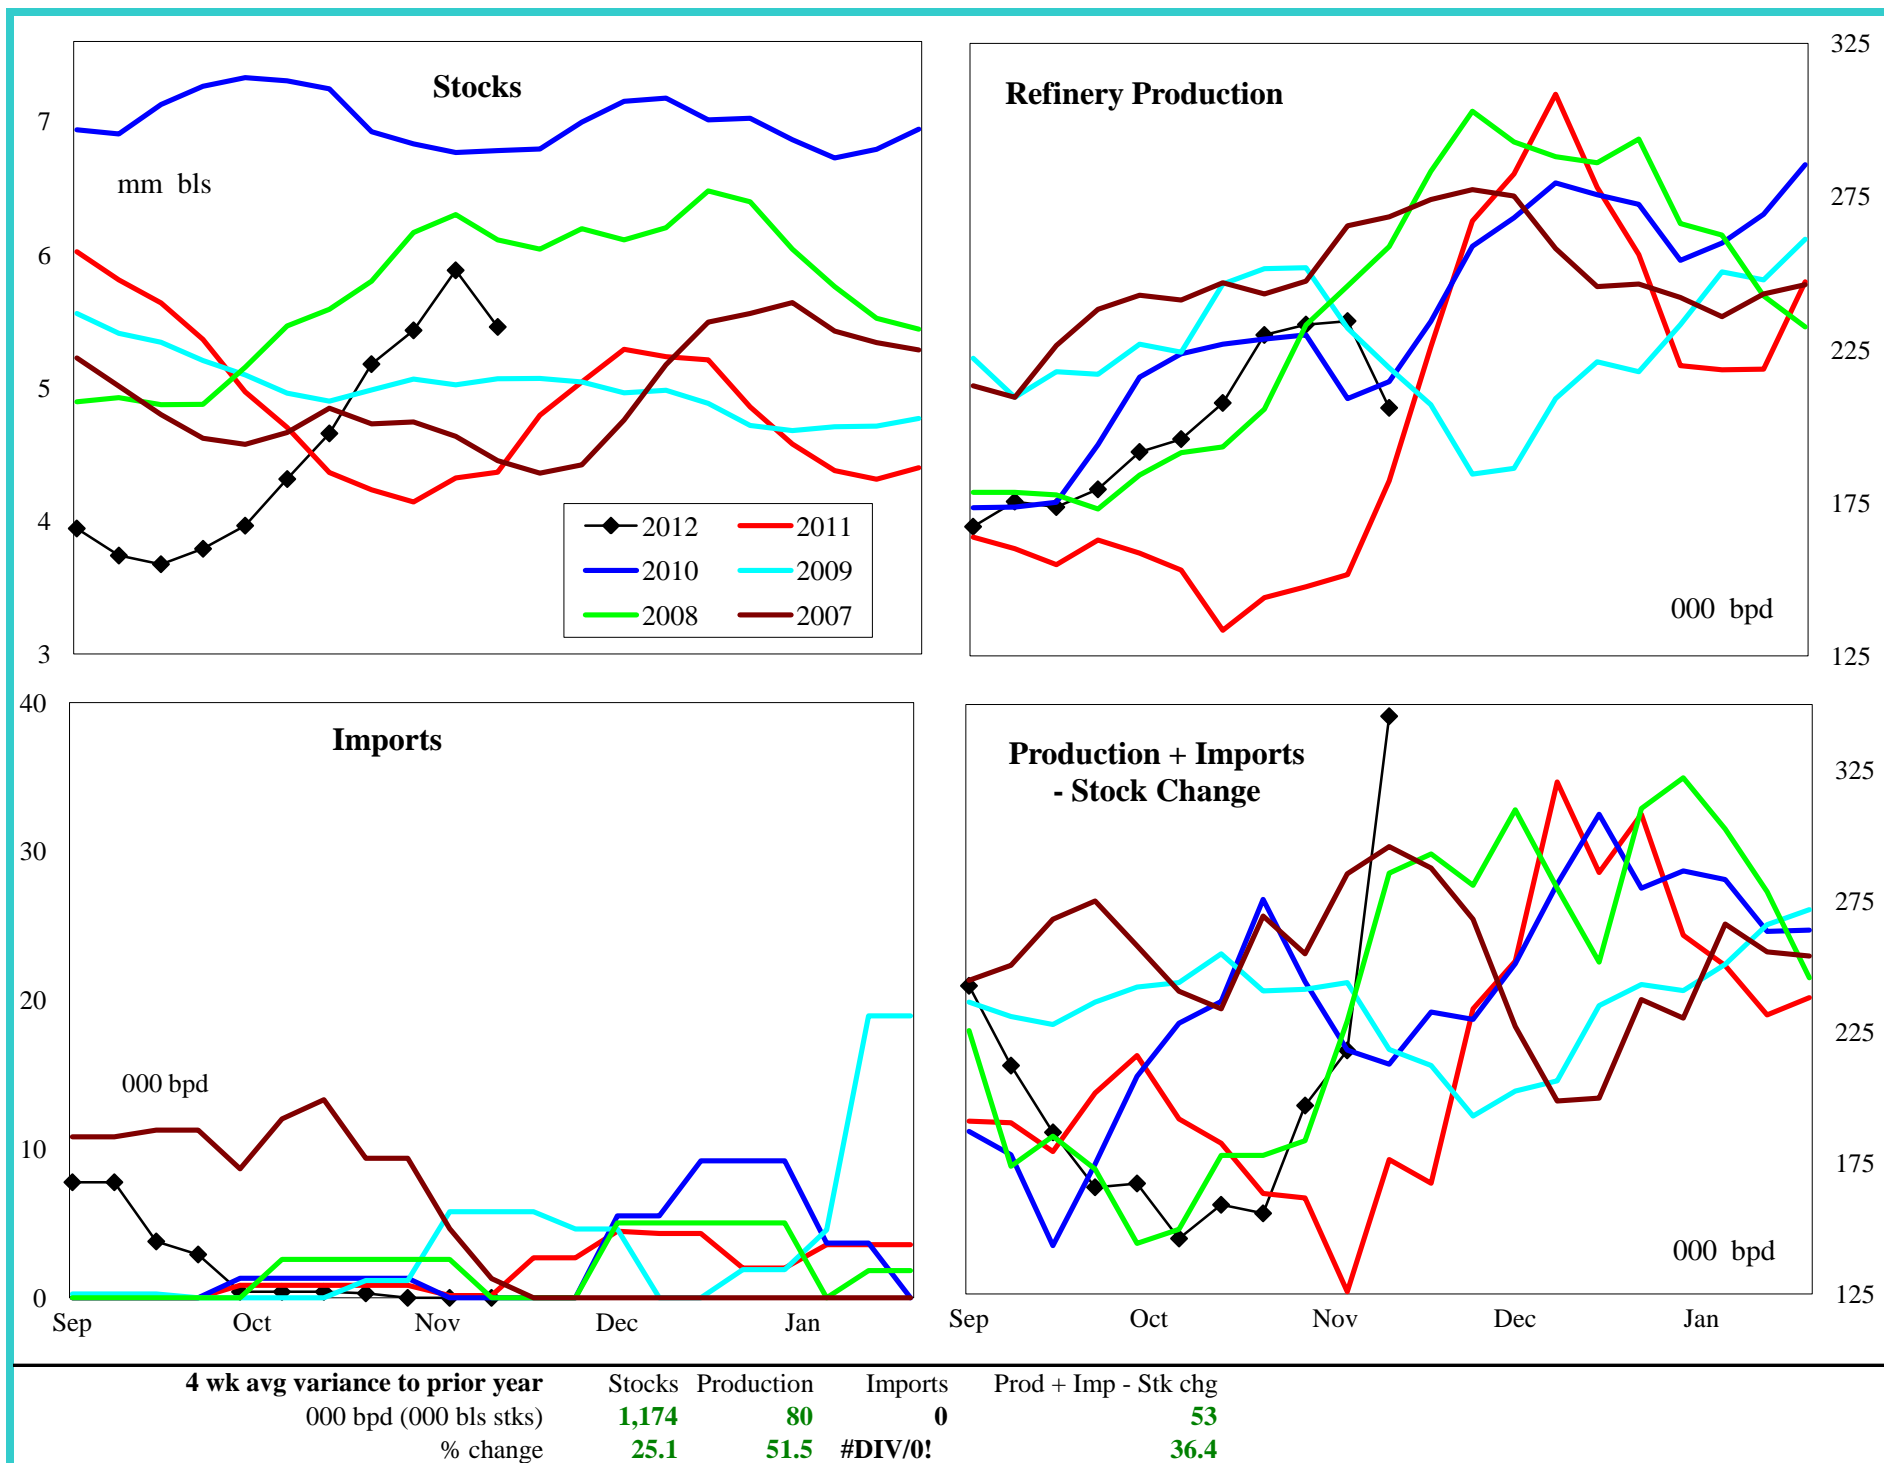 Stocks
mm bls
7
6
5
4
3
2012 2011
2010 2009
2008 2007
Refinery Production
000 bpd
325
275
225
175
125
Imports
000 bpd
40
30
20
10
0
Sep Oct Nov Dec Jan
Production + Imports
- Stock Change
000 bpd
325
275
225
175
125
Sep Oct Nov Dec Jan
4 wk avg variance to prior year Stocks Production Imports Prod + Imp - Stk chg
000 bpd (000 bls stks) 1,174 80 0 53
% change 25.1 51.5 #DIV/0! 36.4